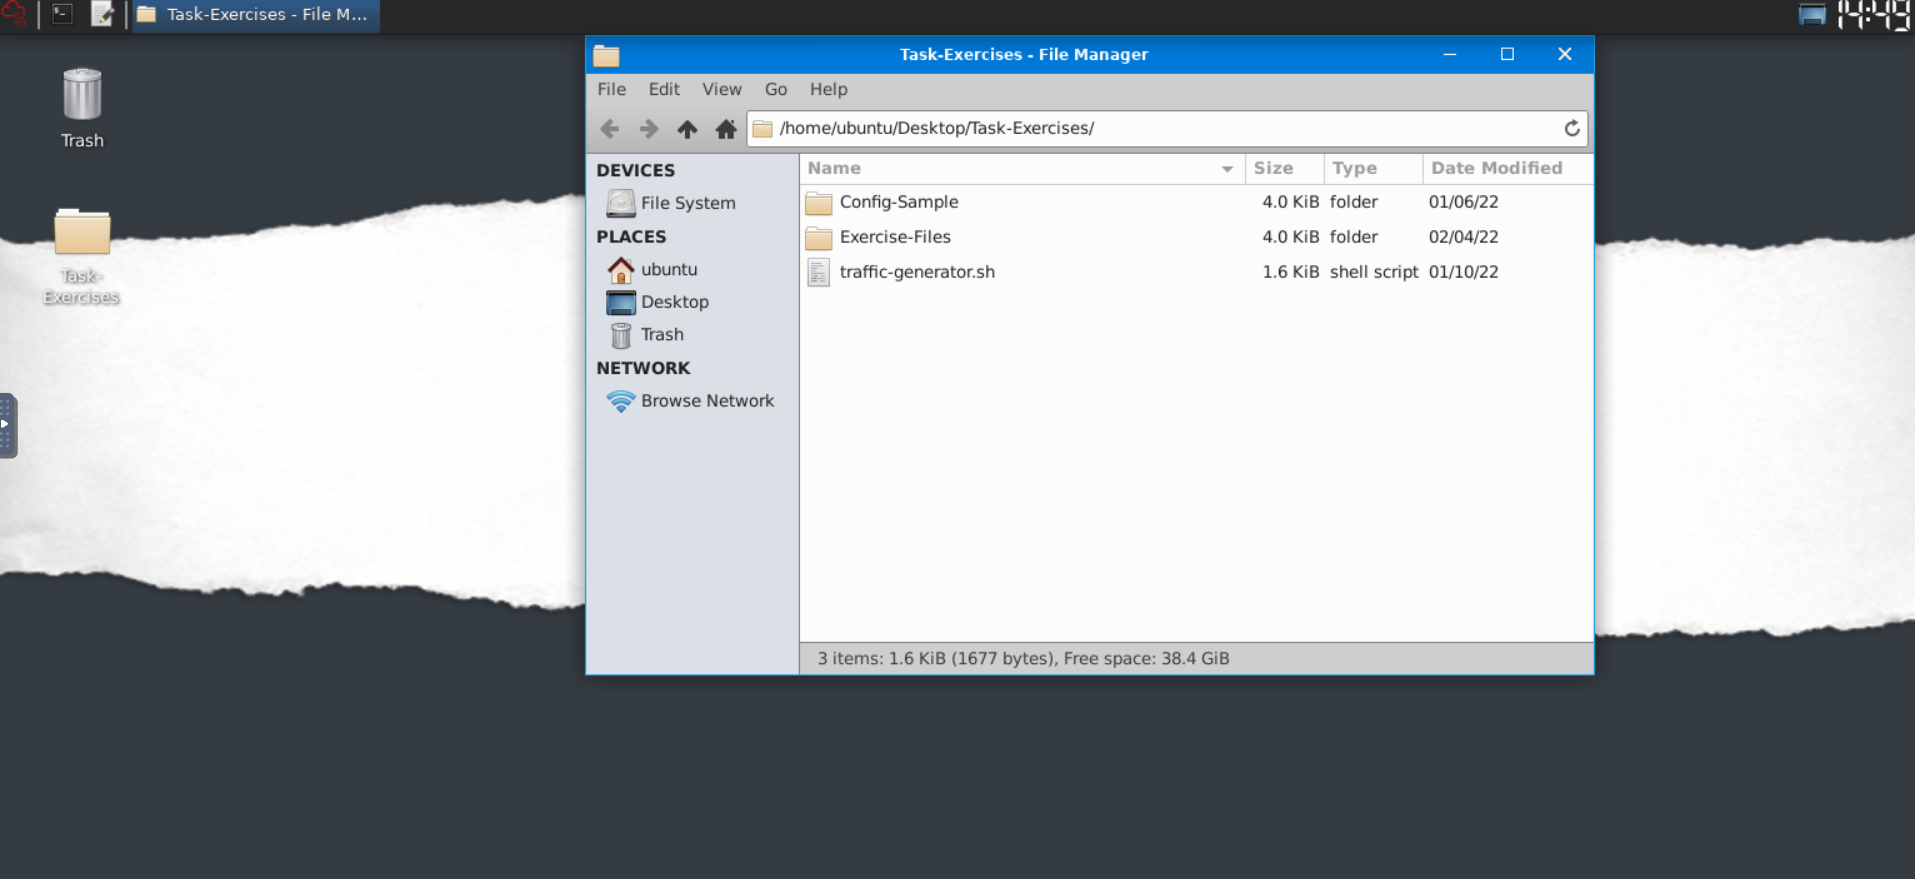 Task-Exercises - File M...
14:49
Trash
Task-
Exercises
Task-Exercises - File Manager
File Edit View Go Help
/home/ubuntu/Desktop/Task-Exercises/
DEVICES
File System
PLACES
ubuntu
Desktop
Trash
NETWORK
Browse Network
Name Size Type Date Modified
Config-Sample 4.0 KiB folder 01/06/22
Exercise-Files 4.0 KiB folder 02/04/22
traffic-generator.sh 1.6 KiB shell script 01/10/22
3 items: 1.6 KiB (1677 bytes), Free space: 38.4 GiB